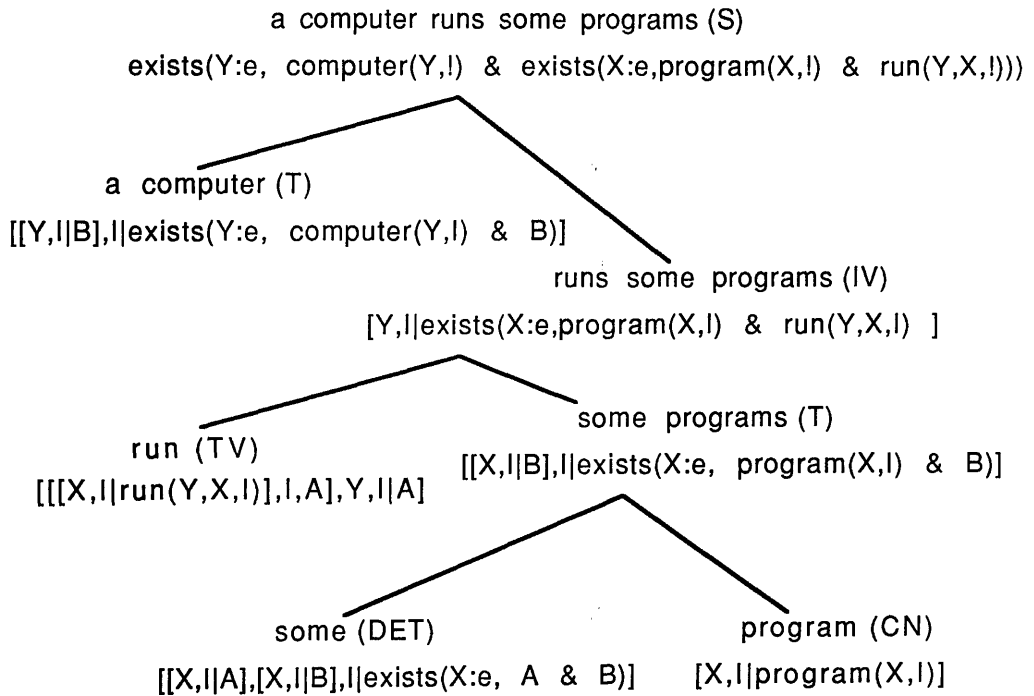 a computer runs some programs (S)
exists(Y:e, computer(Y,!) & exists(X:e,program(X,!) & run(Y,X,!)))
a computer (T)
[[Y,I|B],I|exists(Y:e, computer(Y,I) & B)]
runs some programs (IV)
[Y,I|exists(X:e,program(X,I) & run(Y,X,I) ]
some programs (T)
run (TV)
[[X,I|B],I|exists(X:e, program(X,I) & B)]
[[[X,I|run(Y,X,I)],I,A],Y,I|A]
some (DET)
program (CN)
[[X,I|A],[X,I|B],I|exists(X:e, A & B)]
[X,I|program(X,I)]